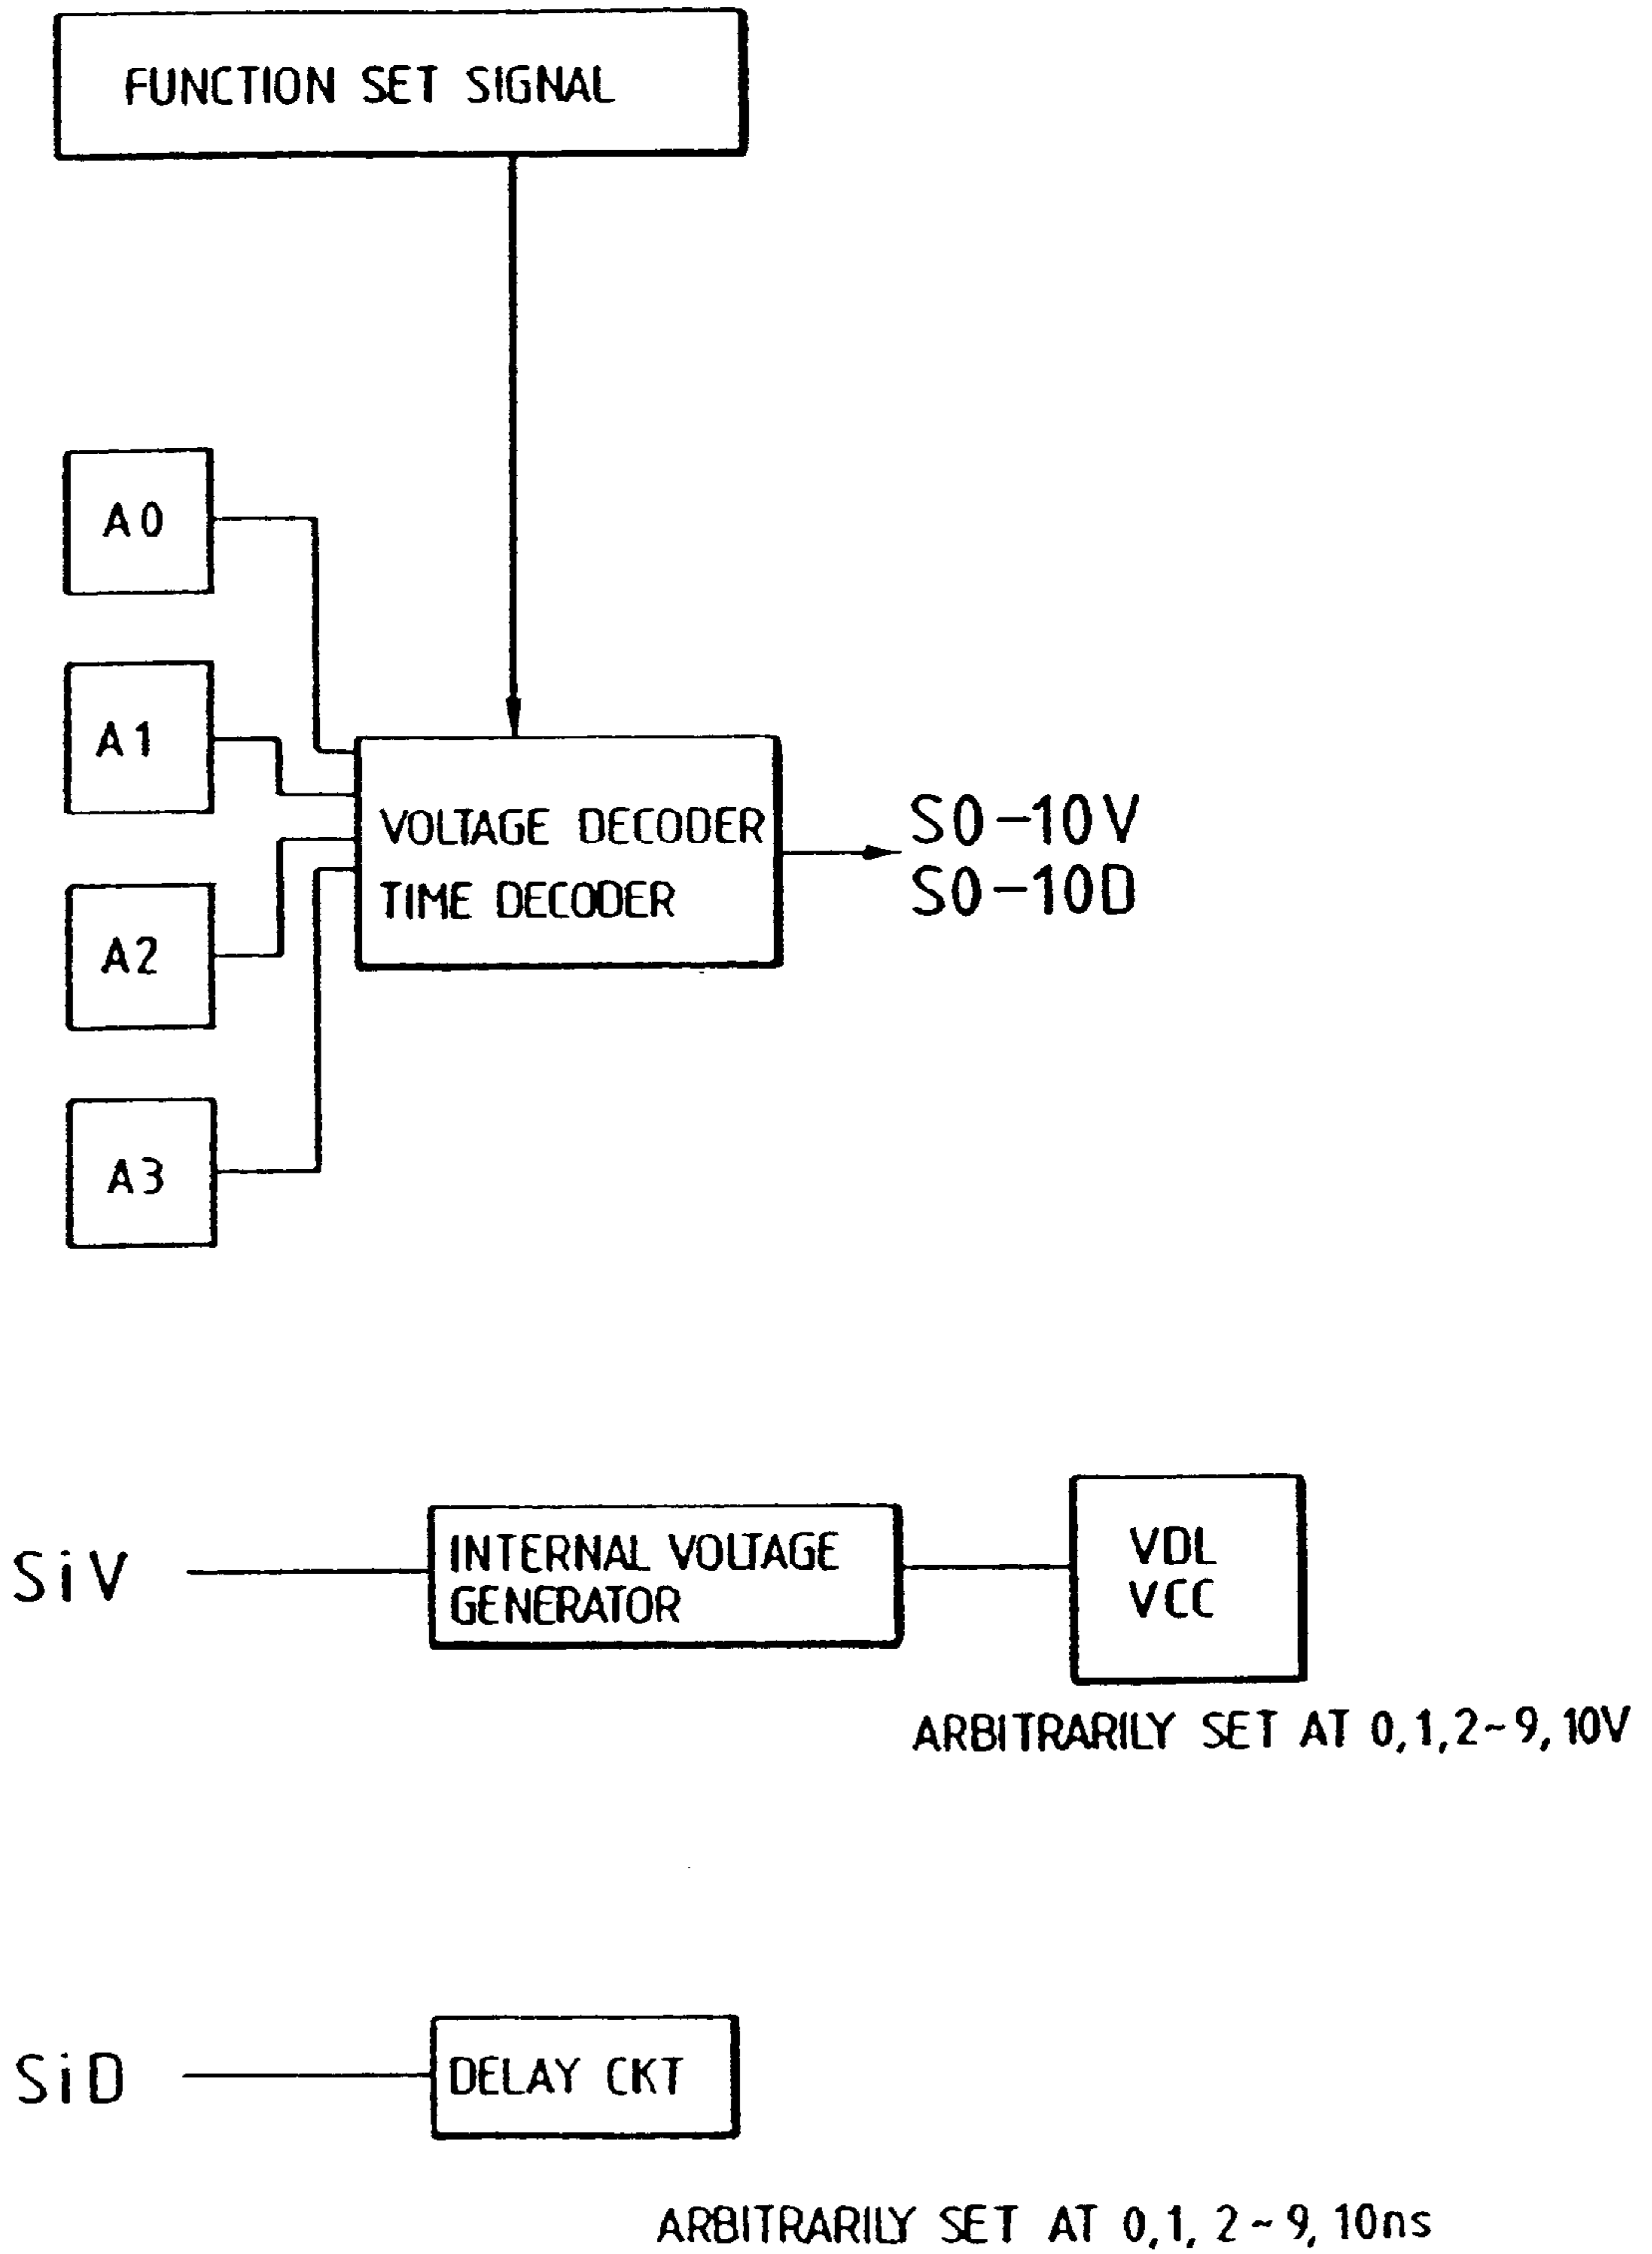 FUNCTION SET SIGNAL
A0
A1
VOLTAGE DECODER
TIME DECODER
S0-10V
S0-10D
A2
A3
SiV
INTERNAL VOLTAGE
GENERATOR
VDL
VCC
ARBITRARILY SET AT 0,1,2~9,10V
SiD
DELAY CKT
ARBITRARILY SET AT 0,1,2~9,10ns